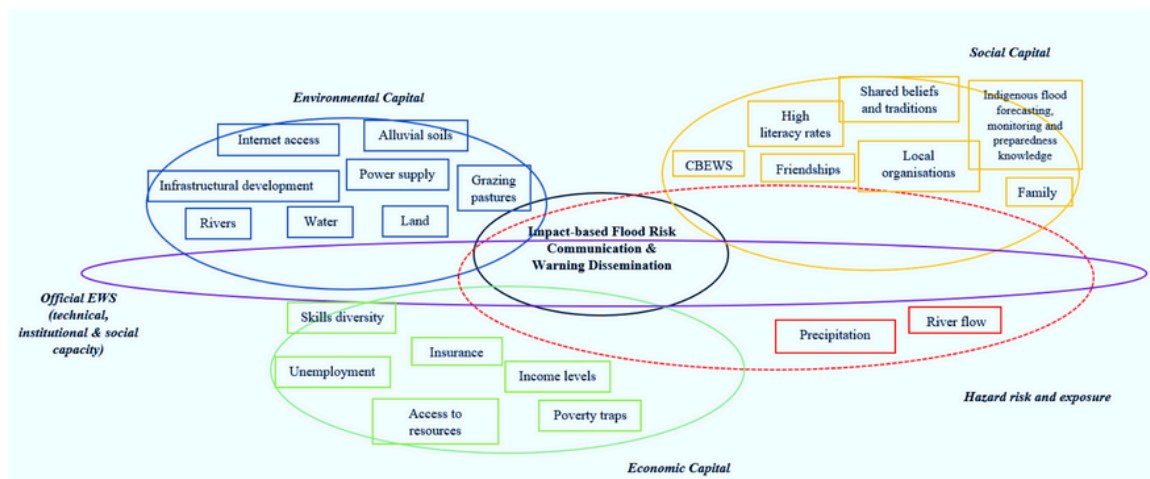 Social Capital
Environmental Capital
Shared beliefs
and traditions
Indigenous flood
forecasting,
monitoring and
preparedness
knowledge
High
literacy rates
Internet access
Alluvial soils
CBEWS
Friendships
Local
organisations
Family
Infrastructural development
Power supply
Grazing
pastures
Rivers
Water
Land
Impact-based Flood Risk
Communication &
Warning Dissemination
Official EWS
(technical,
institutional & social
capacity)
Skills diversity
Insurance
Unemployment
Income levels
Access to
resources
Poverty traps
Precipitation
River flow
Hazard risk and exposure
Economic Capital